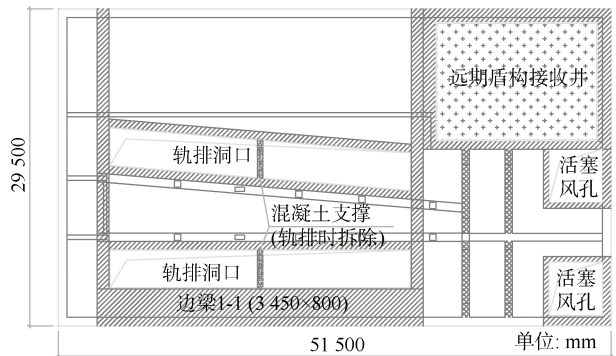 远期盾构接收井
29 500
轨排洞口
活塞
风孔
混凝土支撑
(轨排时拆除)
轨排洞口
活塞
风孔
边梁1-1 (3 450×800)
51 500
单位: mm